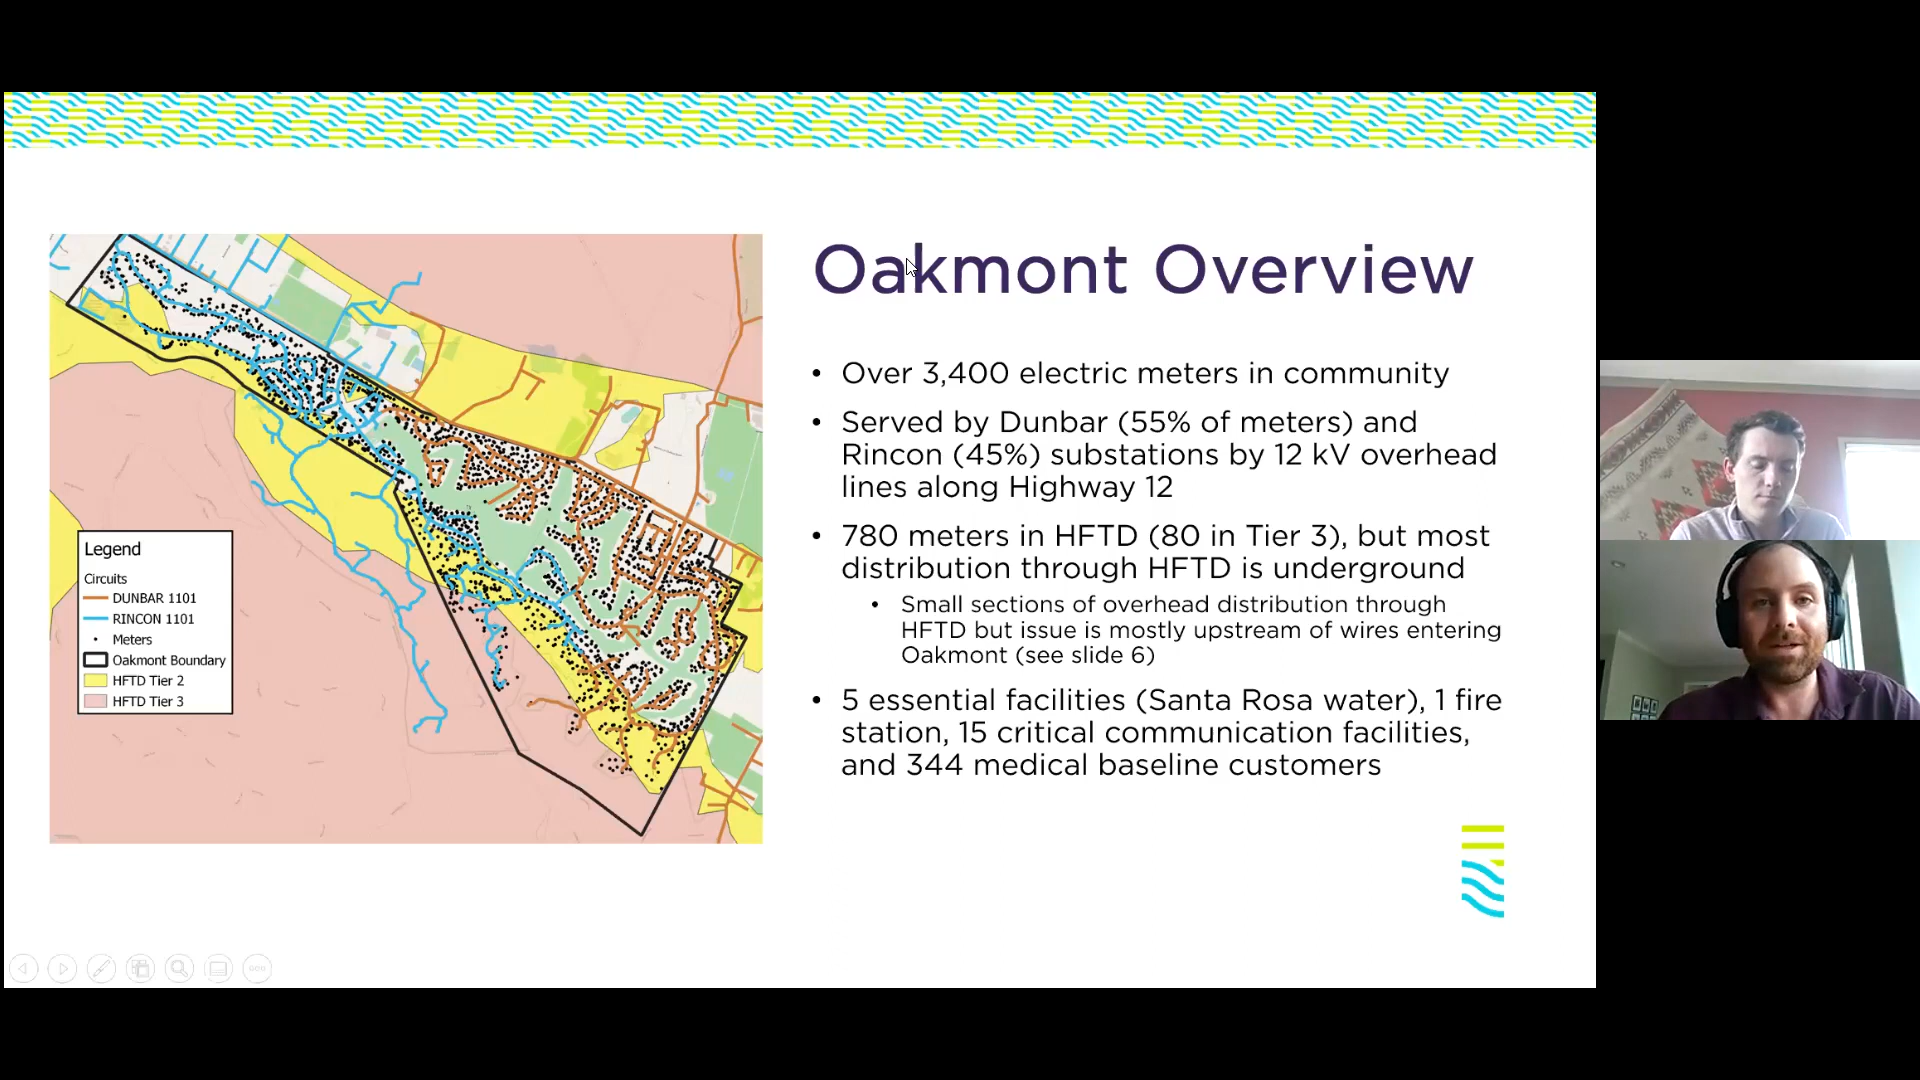 Oakmont Overview
• Over 3,400 electric meters in community
• Served by Dunbar (55% of meters) and
Rincon (45%) substations by 12 kV overhead
lines along Highway 12
• 780 meters in HFTD (80 in Tier 3), but most
distribution through HFTD is underground
• Small sections of overhead distribution through
HFTD but issue is mostly upstream of wires entering
Oakmont (see slide 6)
• 5 essential facilities (Santa Rosa water), 1 fire
station, 15 critical communication facilities,
and 344 medical baseline customers
Legend
Circuits
DUNBAR 1101
RINCON 1101
Meters
Oakmont Boundary
HFTD Tier 2
HFTD Tier 3